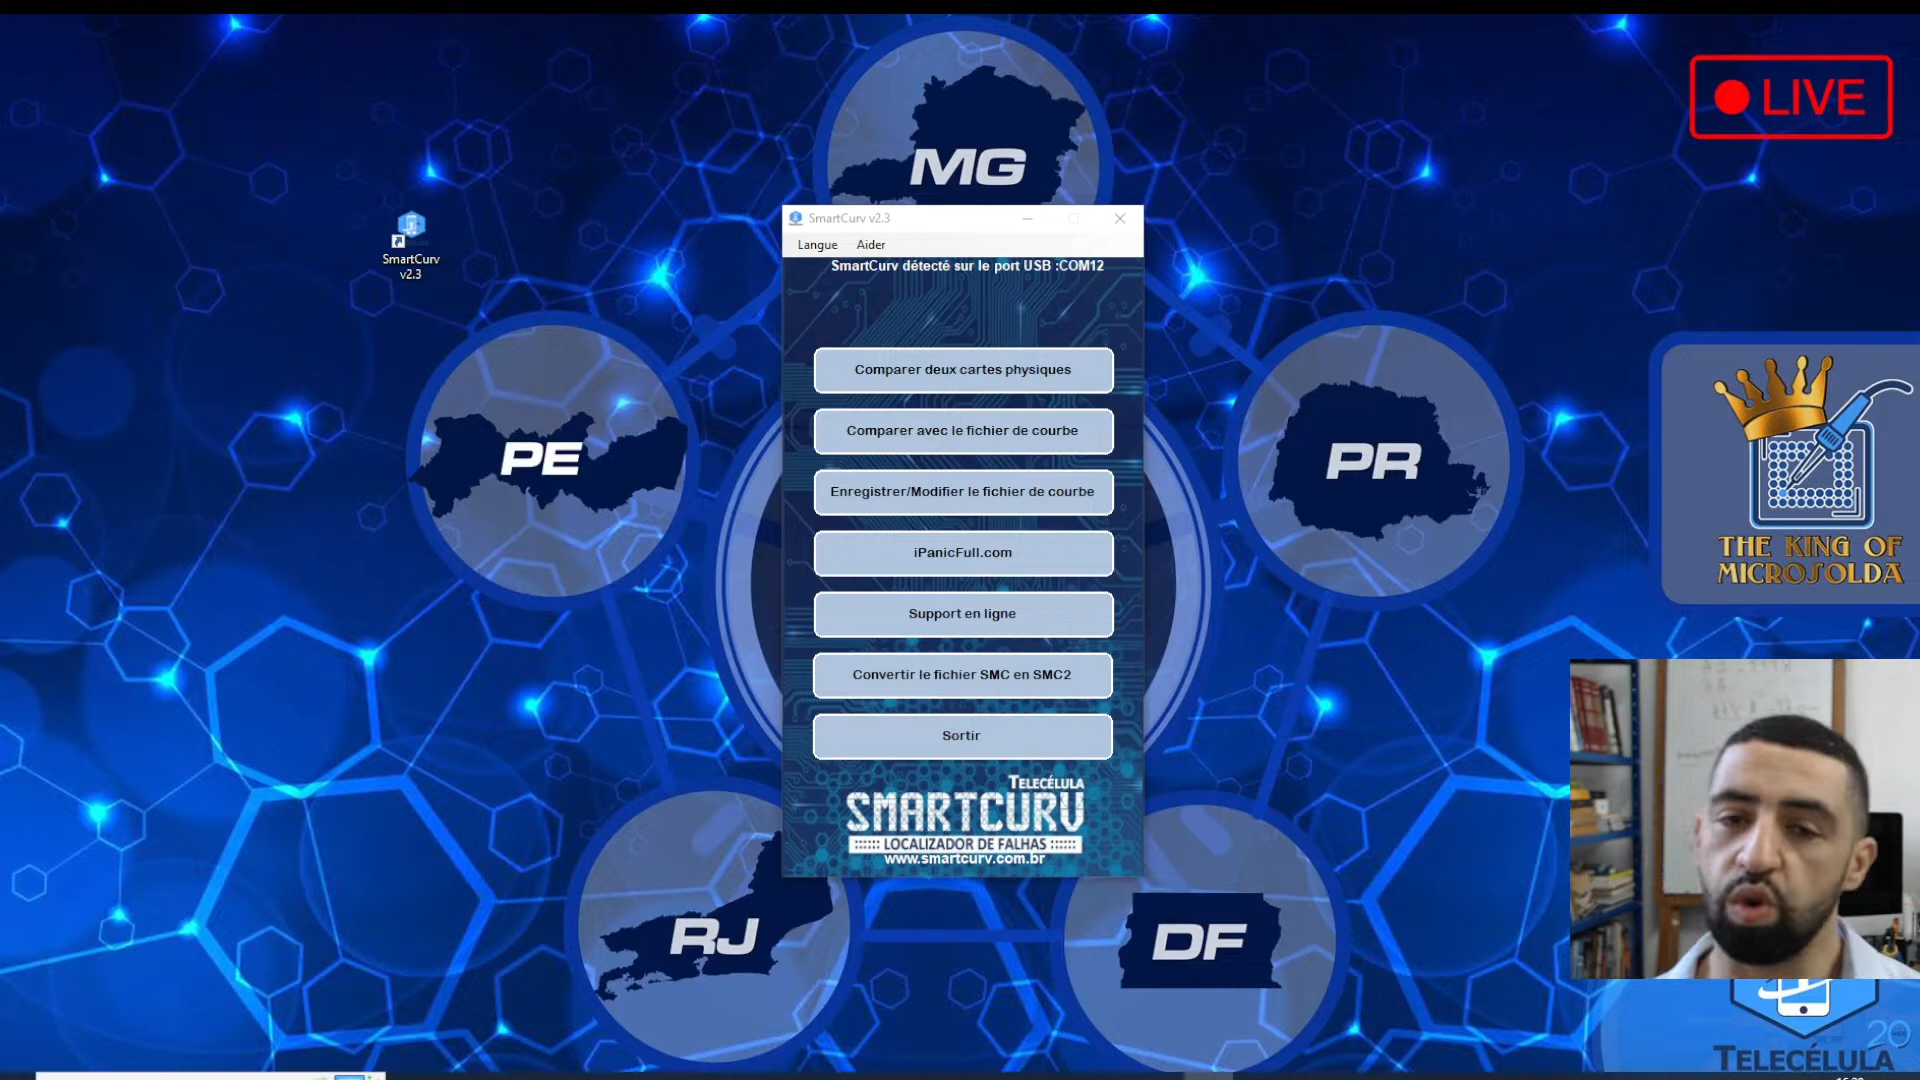 LIVE
MG
SmartCurv v2.3
Langue Aider
SmartCurv détecté sur le port USB :COM12
SmartCurv
v2.3
Comparer deux cartes physiques
Comparer avec le fichier de courbe
Enregistrer/Modifier le fichier de courbe
iPanicFull.com
Support en ligne
Convertir le fichier SMC en SMC2
Sortir
TELECÉLULA
SMARTCURV
:::::: LOCALIZADOR DE FALHAS ::::::
www.smartcurv.com.br
PE
PR
THE KING OF
MICROSOLDA
RJ
DF
20
TELECÉLULA